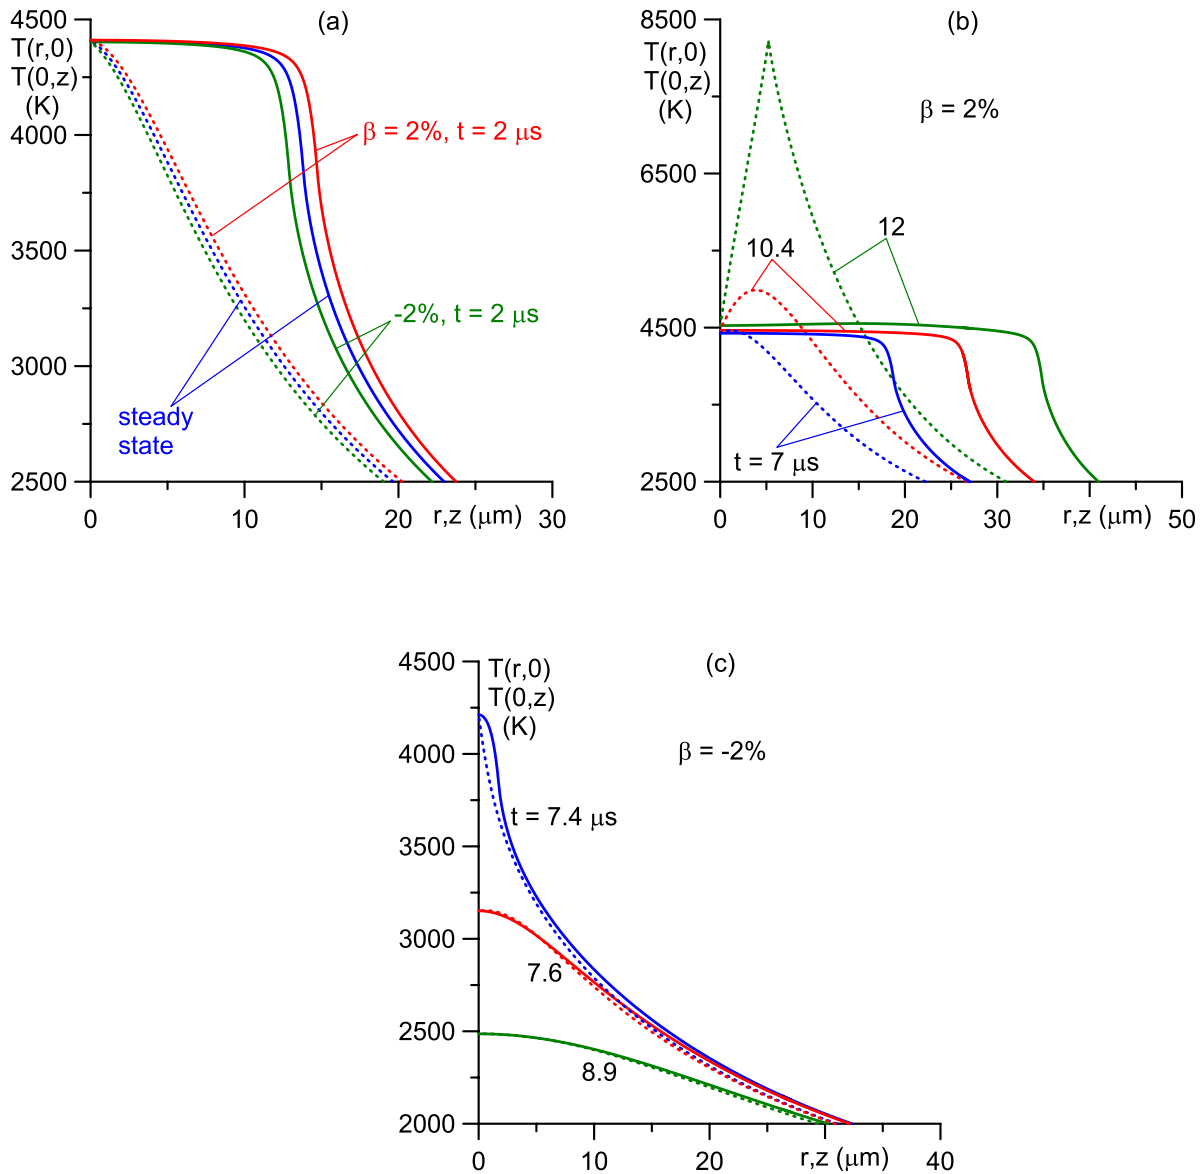 (a)
4500
T(r,0)
T(0,z)
(K)
4000
3500
3000
2500
β = 2%, t = 2 μs
-2%, t = 2 μs
steady
state
0
10
20
r,z (μm)
30
(b)
8500
T(r,0)
T(0,z)
(K)
6500
4500
2500
β = 2%
12
10.4
t = 7 μs
0
10
20
30
r,z (μm)
50
(c)
4500
T(r,0)
T(0,z)
(K)
4000
3500
3000
2500
2000
β = -2%
t = 7.4 μs
7.6
8.9
0
10
20
r,z (μm)
40